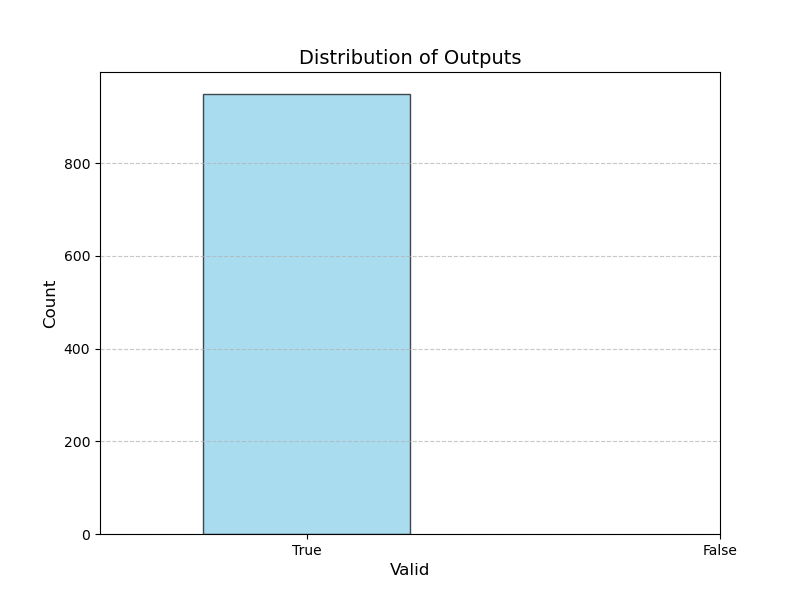 Distribution of Outputs
Count
800
600
400
200
0
True
False
Valid